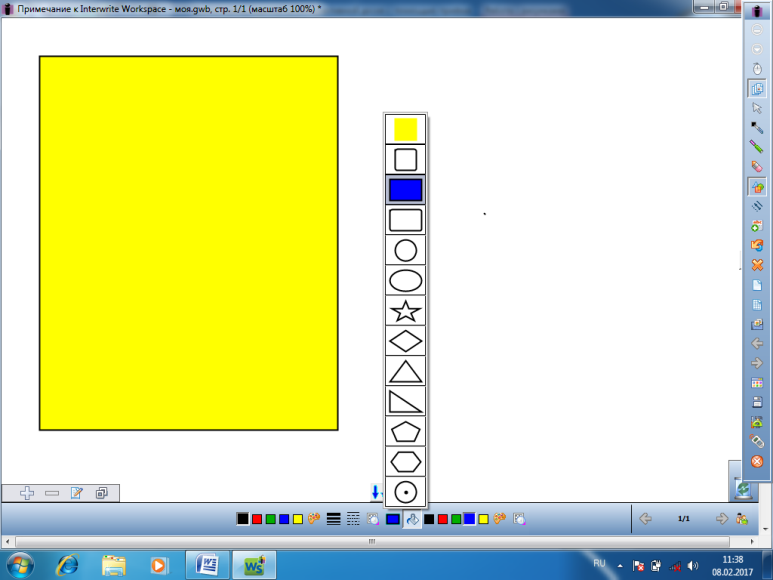 Примечание к Interwrite Workspace - моя.gwb, стр. 1/1 (масштаб 100%) *
1/1
RU
11:38
08.02.2017